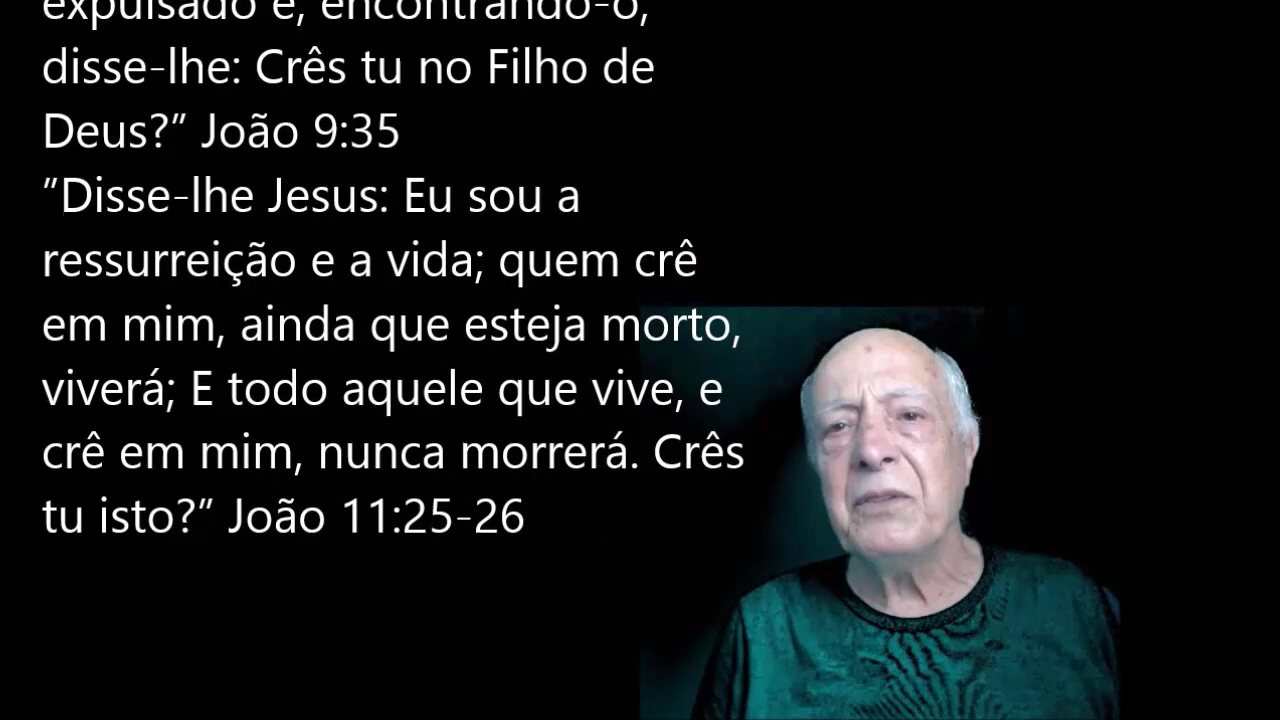 expulsado e, encontrando-o,
disse-lhe: Crês tu no Filho de
Deus?” João 9:35
”Disse-lhe Jesus: Eu sou a
ressurreição e a vida; quem crê
em mim, ainda que esteja morto,
viverá; E todo aquele que vive, e
crê em mim, nunca morrerá. Crês
tu isto?” João 11:25-26